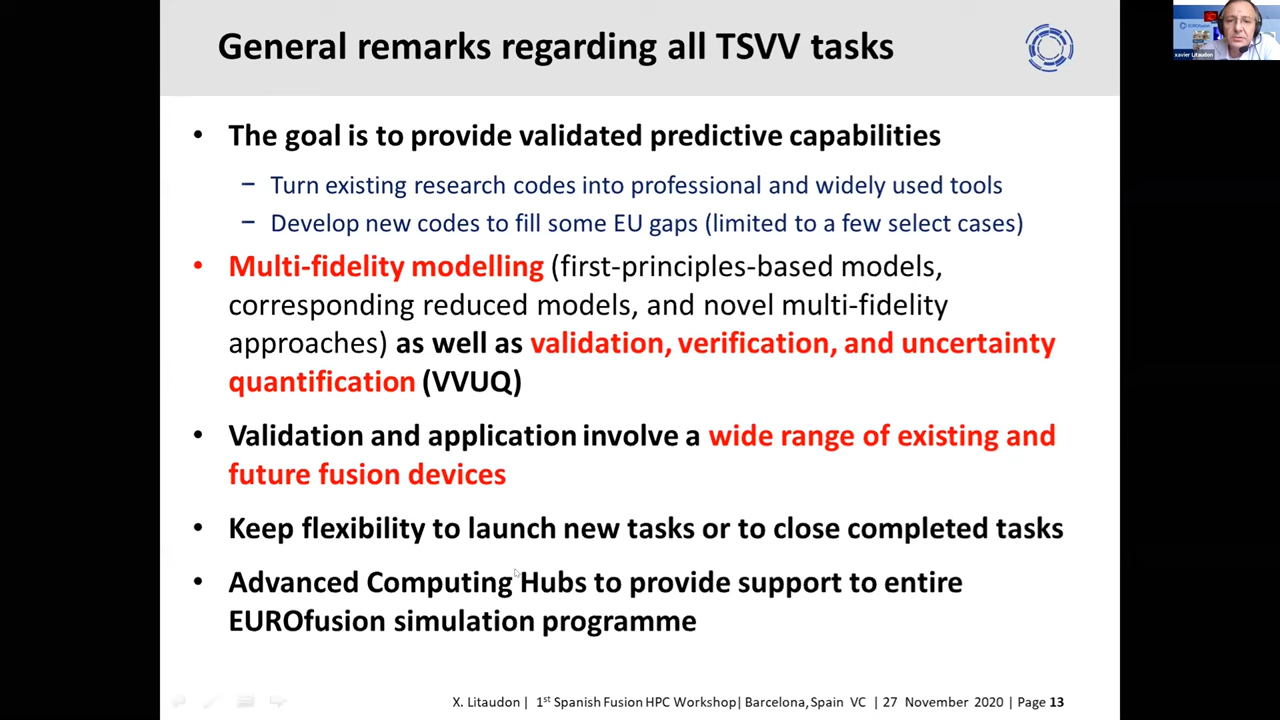 General remarks regarding all TSVV tasks
xavier Litaudon
• The goal is to provide validated predictive capabilities
– Turn existing research codes into professional and widely used tools
– Develop new codes to fill some EU gaps (limited to a few select cases)
• Multi-fidelity modelling (first-principles-based models,
corresponding reduced models, and novel multi-fidelity
approaches) as well as validation, verification, and uncertainty
quantification (VVUQ)
• Validation and application involve a wide range of existing and
future fusion devices
• Keep flexibility to launch new tasks or to close completed tasks
• Advanced Computing Hubs to provide support to entire
EUROfusion simulation programme
X. Litaudon | 1st Spanish Fusion HPC Workshop| Barcelona, Spain VC | 27 November 2020 | Page 13